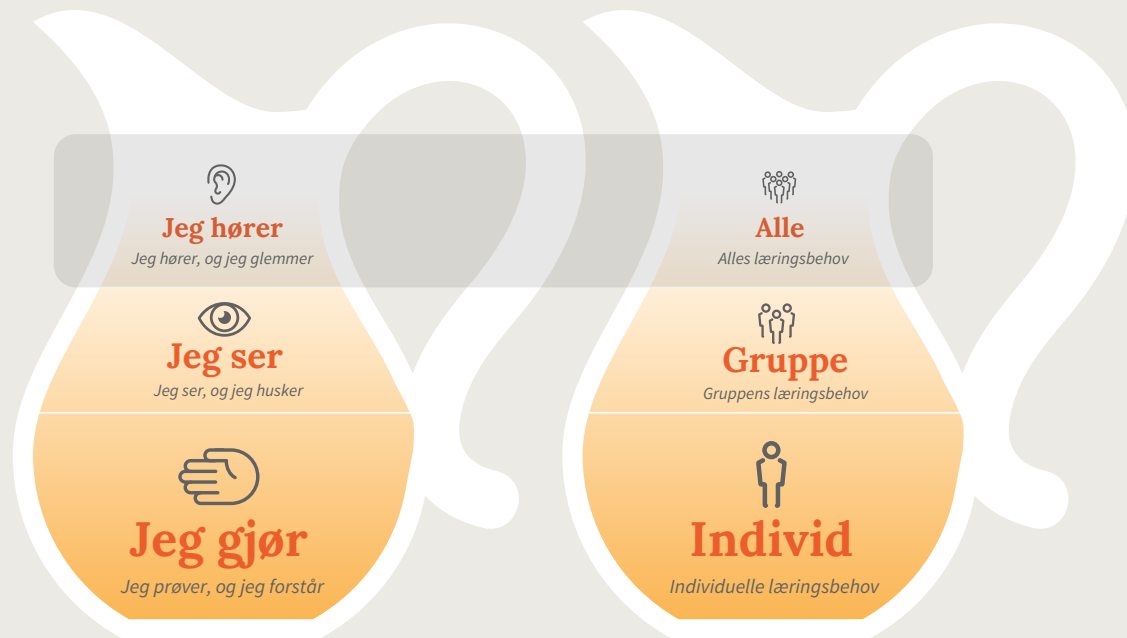 Jeg hører
Jeg hører, og jeg glemmer
Jeg ser
Jeg ser, og jeg husker
Jeg gjør
Jeg prøver, og jeg forstår
Alle
Alles læringsbehov
Gruppe
Gruppens læringsbehov
Individ
Individuelle læringsbehov